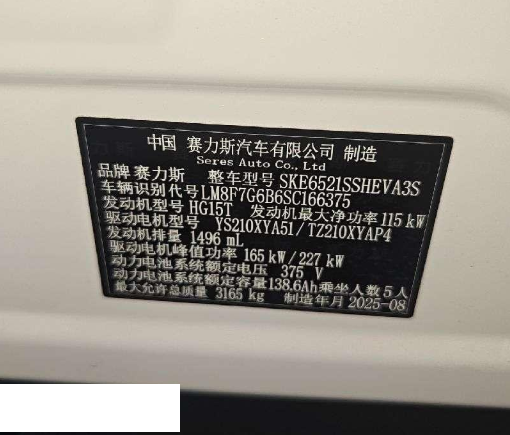 中国 赛力斯汽车有限公司 制造
Seres Auto Co., Ltd
品牌 赛力斯 整车型号 SKE6521SSHEVA3S
车辆识别代号 LM8F7G6B6SC166375
发动机型号 HG15T 发动机最大净功率 115 kW
驱动电机型号 YS210XYA51/TZ210XYAP4
发动机排量 1496 mL
驱动电机峰值功率 165 kW/227 kW
动力电池系统额定电压 375 V
动力电池系统额定容量 138.6Ah 乘坐人数 5 人
最大允许总质量 3165 kg 制造年月 2025-08